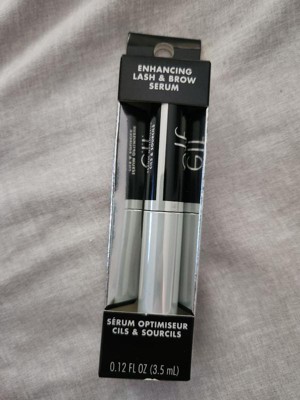 ENHANCING
LASH & BROW
SERUM
e.l.f.
SÉRUM OPTIMISEUR
CILS & SOURCILS
0.12 FL OZ (3.5 mL)